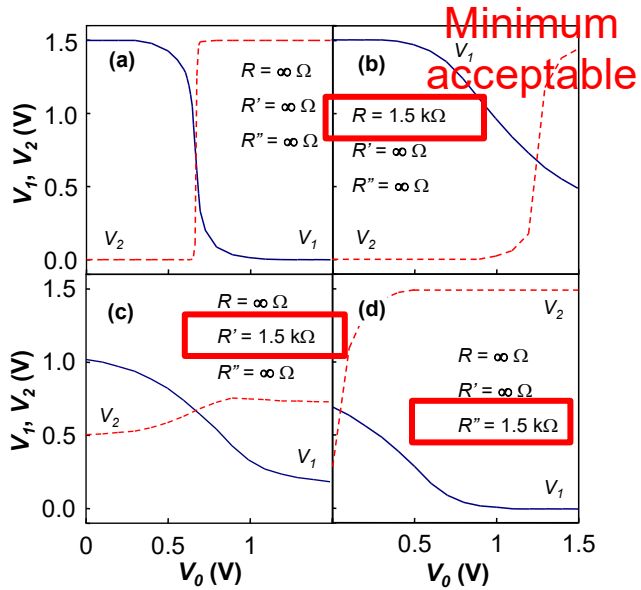 Minimum
acceptable
V₁, V₂ (V)
1.5
1.0
0.5
0.0
(a)
R = ∞ Ω
R' = ∞ Ω
R" = ∞ Ω
V₂
V₁
(b)
V₁
R = 1.5 kΩ
R' = ∞ Ω
R" = ∞ Ω
V₂
V₁, V₂ (V)
1.5
1.0
0.5
0.0
(c)
R = ∞ Ω
R' = 1.5 kΩ
R" = ∞ Ω
V₂
V₁
(d)
V₂
R = ∞ Ω
R' = ∞ Ω
R" = 1.5 kΩ
V₁
0 0.5 1
0.5 1.0 1.5
V₀ (V)
V₀ (V)